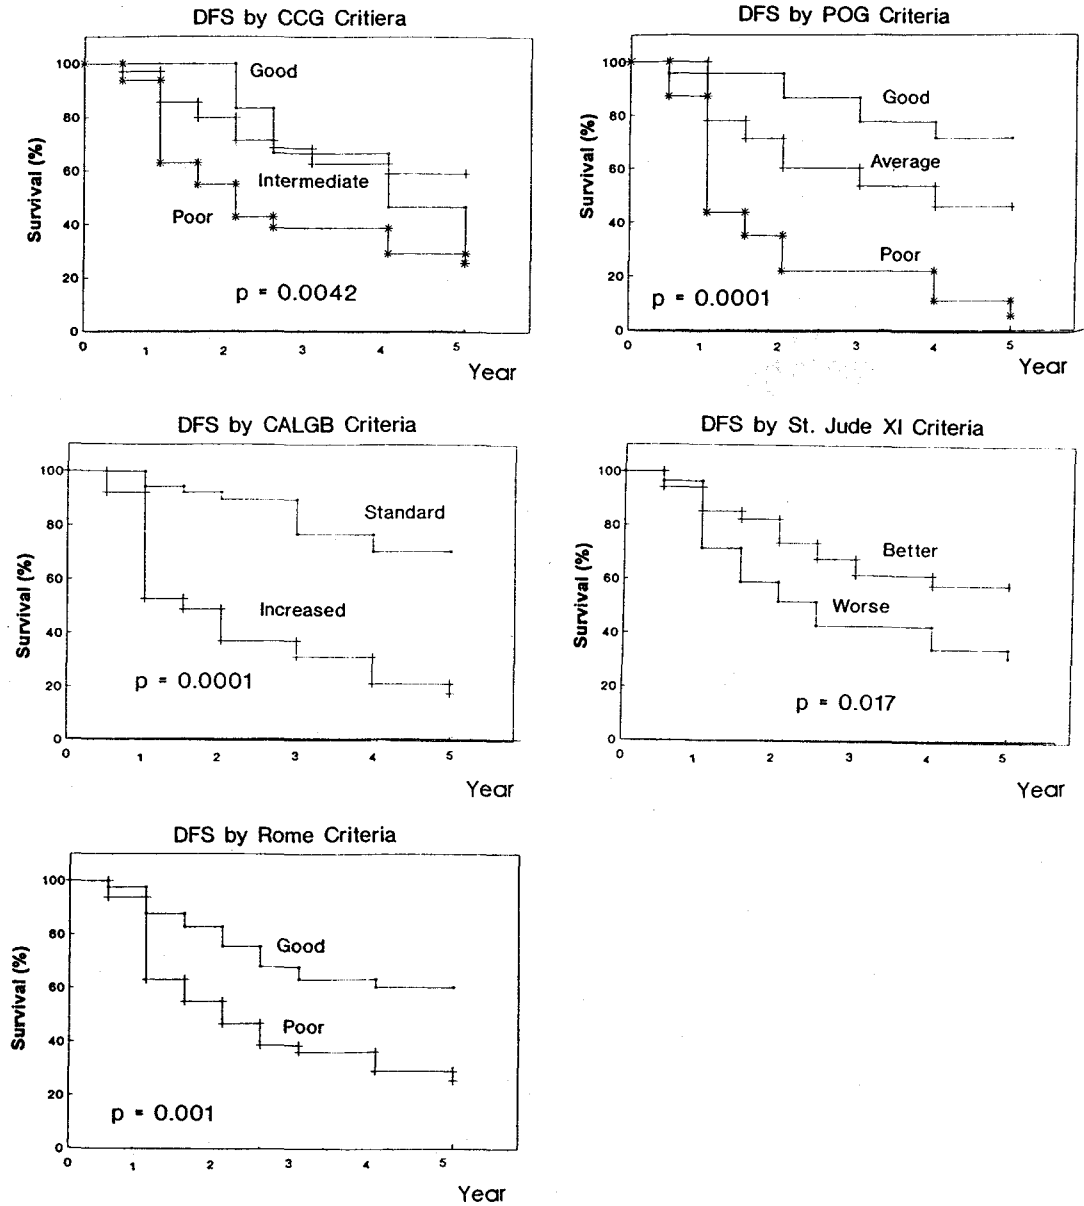 DFS by CCG Critiera
Survival (%)
100
80
60
40
20
0
Good
Intermediate
Poor
p = 0.0042
0 1 2 3 4 5
Year
DFS by POG Criteria
Survival (%)
100
80
60
40
20
0
Good
Average
Poor
p = 0.0001
0 1 2 3 4 5
Year
DFS by CALGB Criteria
Survival (%)
100
80
60
40
20
0
Standard
Increased
p = 0.0001
0 1 2 3 4 5
Year
DFS by St. Jude XI Criteria
Survival (%)
100
80
60
40
20
0
Better
Worse
p = 0.017
0 1 2 3 4 5
Year
DFS by Rome Criteria
Survival (%)
100
80
60
40
20
0
Good
Poor
p = 0.001
0 1 2 3 4 5
Year